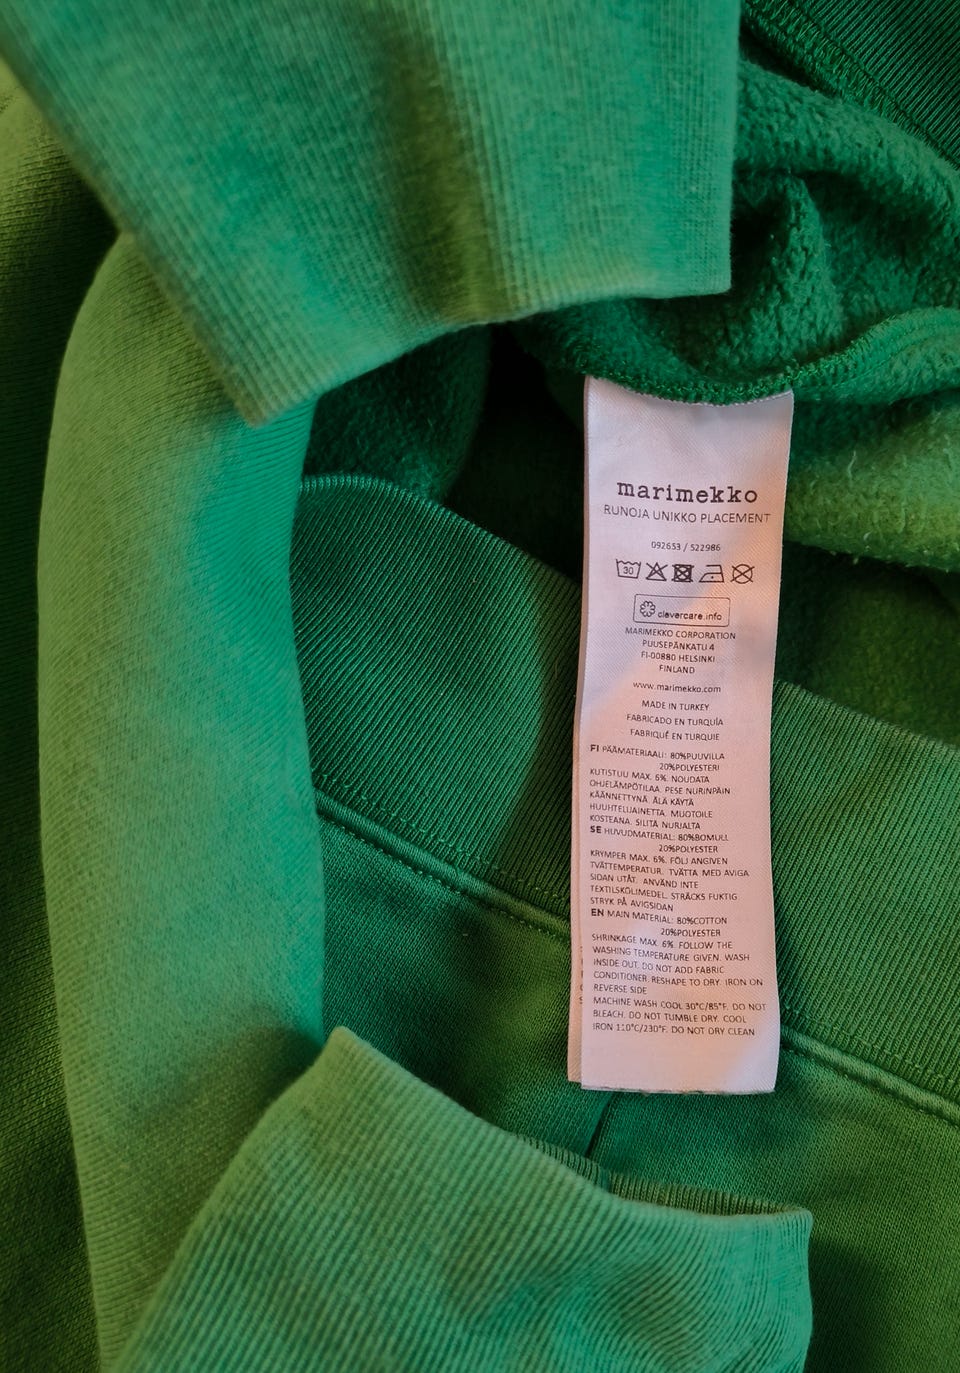 marimekko
RUNOJA UNIKKO PLACEMENT
092653 / 522986
30
clevercare.info
MARIMEKKO CORPORATION
PUUSEPÄNKATU 4
FI-00880 HELSINKI
FINLAND
www.marimekko.com
MADE IN TURKEY
FABRICADO EN TURQUÍA
FABRIQUÉ EN TURQUIE
FI PÄÄMATERIAALI: 80%PUUVILLA
20%POLYESTERI
KUTISTUU MAX. 6%. NOUDATA
OHJELÄMPÖTILAA. PESE NURINPÄIN
KÄÄNNETTYNÄ. ÄLÄ KÄYTÄ
HUUHTELUAINETTA. MUOTOILE
KOSTEANA. SILITÄ NURJALTA
SE HUVUDMATERIAL: 80%BOMULL
20%POLYESTER
KRYMPER MAX. 6%. FÖLJ ANGIVEN
TVÄTTEMPERATUR. TVÄTTA MED AVIGA
SIDAN UTÅT. ANVÄND INTE
TEXTILSKÖLJMEDEL. STRÄCKS FUKTIG
STRYK PÅ AVIGSIDAN
EN MAIN MATERIAL: 80%COTTON
20%POLYESTER
SHRINKAGE MAX. 6%. FOLLOW THE
WASHING TEMPERATURE GIVEN. WASH
INSIDE OUT. DO NOT ADD FABRIC
CONDITIONER. RESHAPE TO DRY. IRON ON
REVERSE SIDE
MACHINE WASH COOL 30°C/85°F. DO NOT
BLEACH. DO NOT TUMBLE DRY. COOL
IRON 110°C/230°F. DO NOT DRY CLEAN